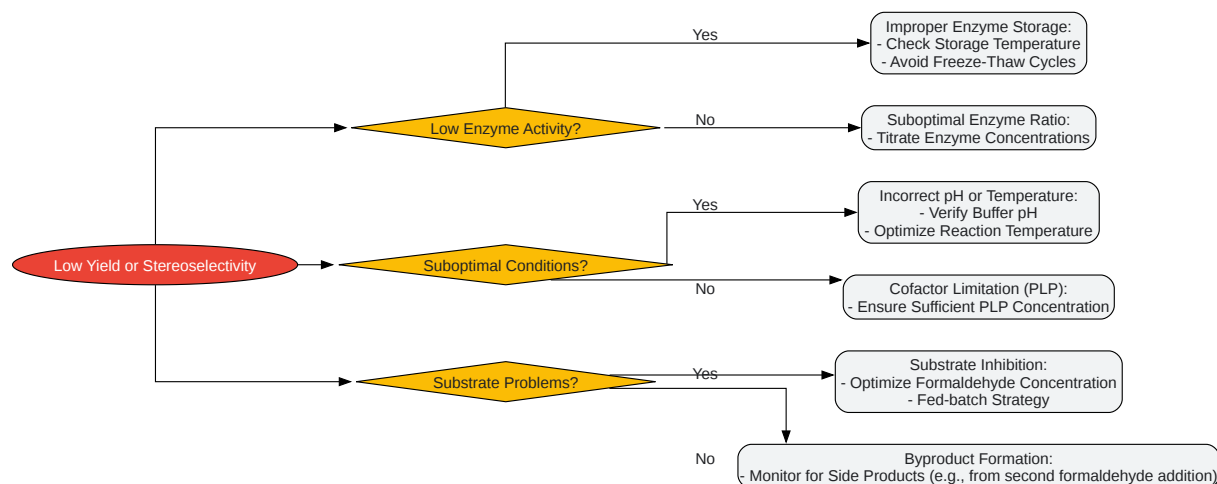 Improper Enzyme Storage:
- Check Storage Temperature
- Avoid Freeze-Thaw Cycles
Yes
Low Enzyme Activity?
No
Suboptimal Enzyme Ratio:
- Titrate Enzyme Concentrations
Incorrect pH or Temperature:
- Verify Buffer pH
- Optimize Reaction Temperature
Yes
Low Yield or Stereoselectivity
Suboptimal Conditions?
No
Cofactor Limitation (PLP):
- Ensure Sufficient PLP Concentration
Substrate Problems?
Yes
Substrate Inhibition:
- Optimize Formaldehyde Concentration
- Fed-batch Strategy
No
Byproduct Formation:
- Monitor for Side Products (e.g., from second formaldehyde addition)